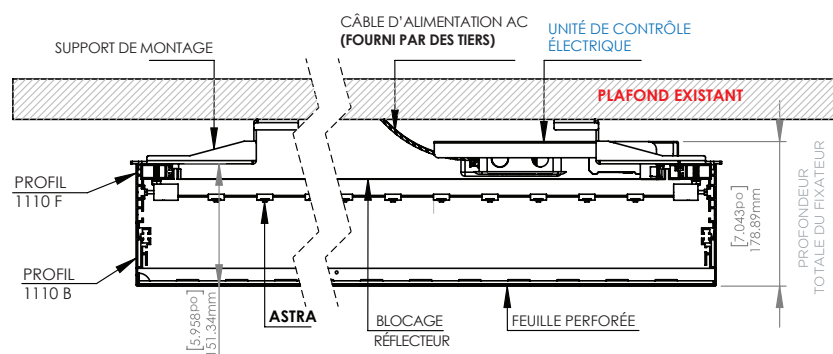 CÂBLE D'ALIMENTATION AC
(FOURNI PAR DES TIERS)
UNITÉ DE CONTRÔLE
ÉLECTRIQUE
SUPPORT DE MONTAGE
PLAFOND EXISTANT
PROFIL
1110 F
PROFIL
1110 B
[5.958po]
151.34mm
ASTRA
BLOCAGE
RÉFLECTEUR
FEUILLE PERFORÉE
[7.043po]
178.89mm
PROFONDEUR
TOTALE DU FIXATEUR